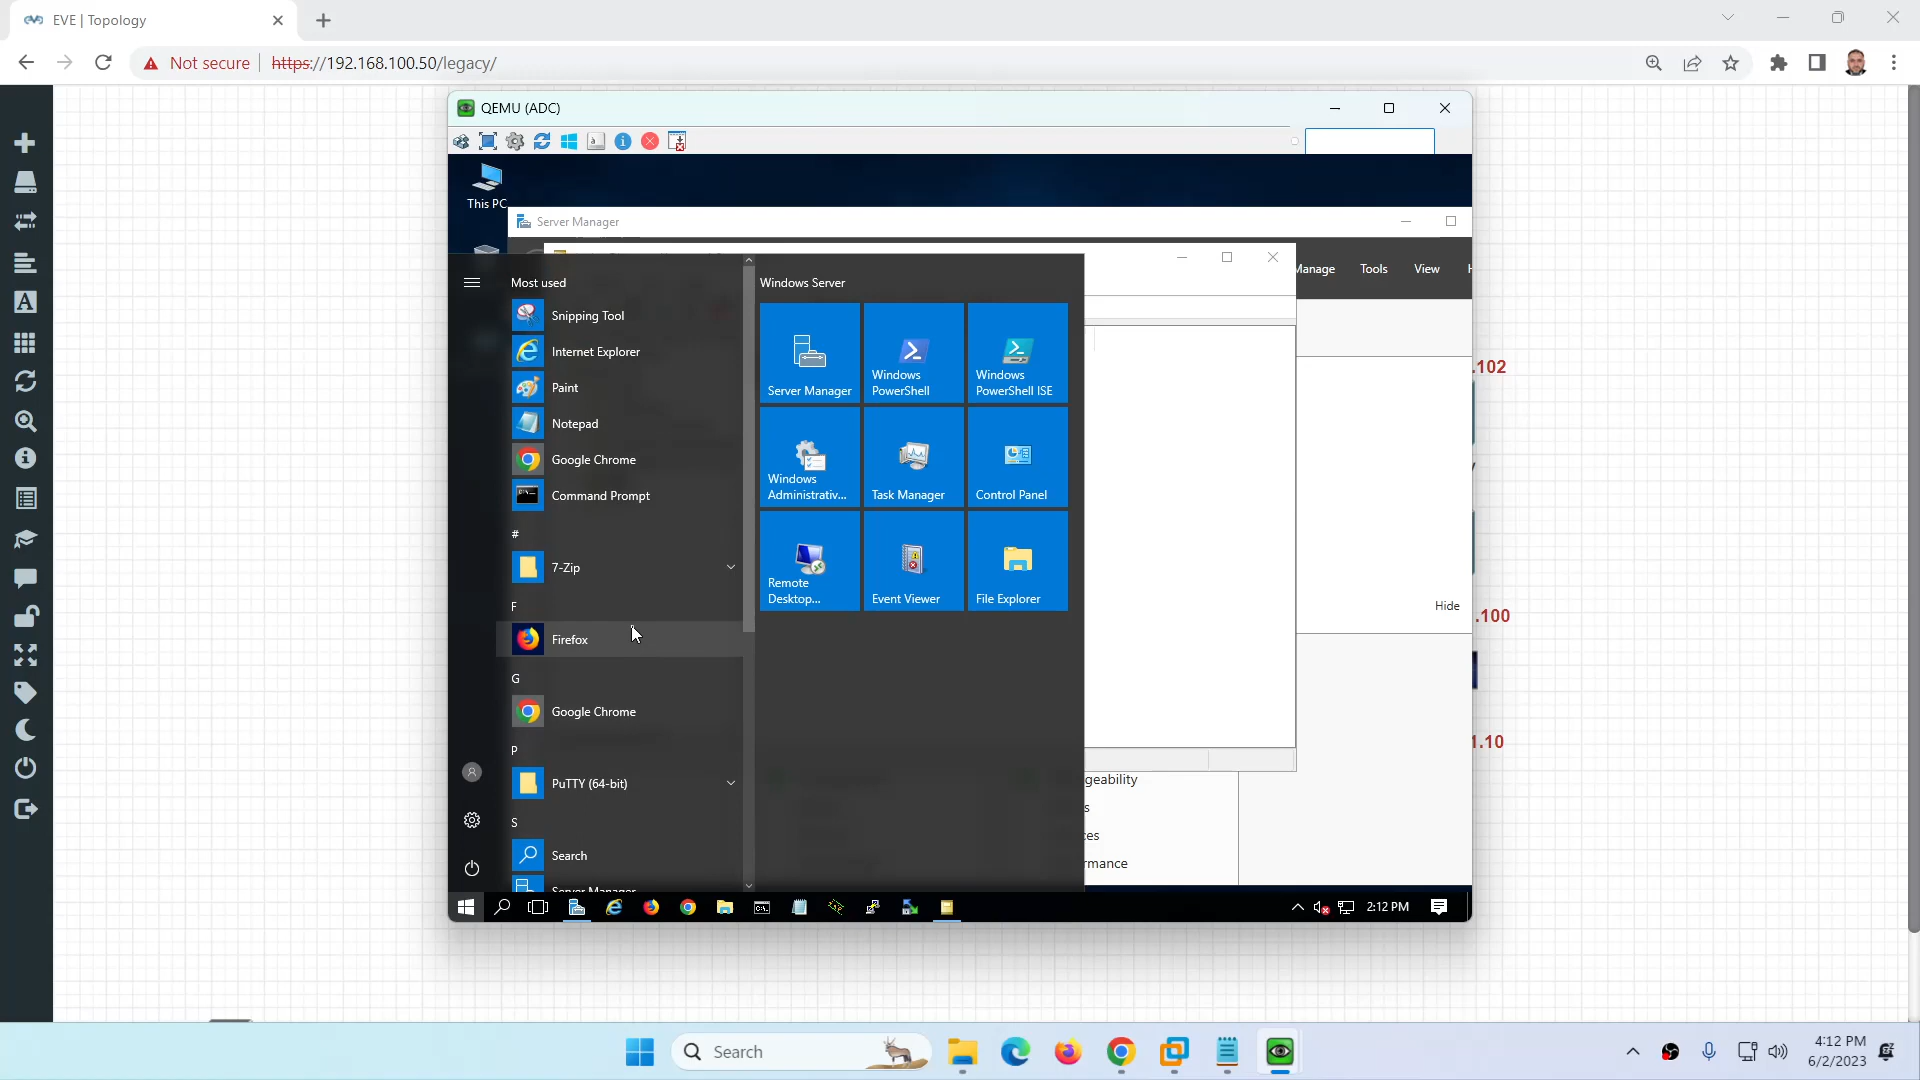 EVE | Topology
Not secure
https://192.168.100.50/legacy/
QEMU (ADC)
This PC
Server Manager
Manage
Tools
View
Most used
Snipping Tool
Internet Explorer
Paint
Notepad
Google Chrome
Command Prompt
#
7-Zip
F
Firefox
G
Google Chrome
P
PuTTY (64-bit)
S
Search
Server Manager
Windows Server
Server Manager
Windows PowerShell
Windows PowerShell ISE
Windows Administrativ...
Task Manager
Control Panel
Remote Desktop...
Event Viewer
File Explorer
.102
Hide
.100
1.10
geability
s
ces
rmance
2:12 PM
Search
4:12 PM
6/2/2023